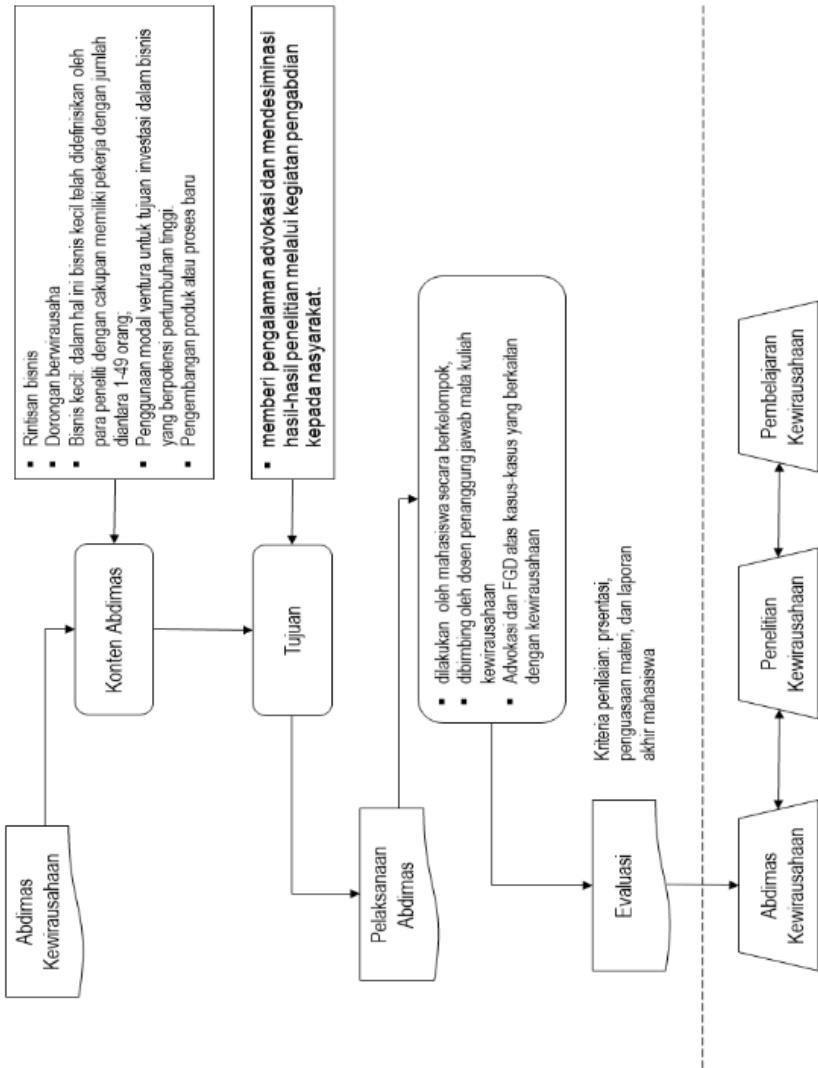 Abdimas
Kewirausahaan
Konten Abdimas
▪ Rintisan bisnis
▪ Dorongan berwirausaha
▪ Bisnis kecil: dalam hal ini bisnis kecil telah didefinisikan oleh
para peneliti dengan cakupan memiliki pekerja dengan jumlah
diantara 1-49 orang;
▪ Penggunaan modal ventura untuk tujuan investasi dalam bisnis
yang berpotensi pertumbuhan tinggi.
▪ Pengembangan produk atau proses baru
Tujuan
▪ memberi pengalaman advokasi dan mendesiminasi
hasil-hasil penelitian melalui kegiatan pengabdian
kepada nasyarakat.
Pelaksanaan
Abdimas
▪ dilakukan oleh mahasiswa secara berkelompok,
▪ dibimbing oleh dosen penanggung jawab mata kuliah
kewirausahaan
▪ Advokasi dan FGD atas kasus-kasus yang berkaitan
dengan kewirausahaan
Evaluasi
Kriteria penilaian: prsentasi,
penguasaan materi, dan laporan
akhir mahasiswa
Abdimas
Kewirausahaan
Penelitian
Kewirausahaan
Pembelajaran
Kewirausahaan